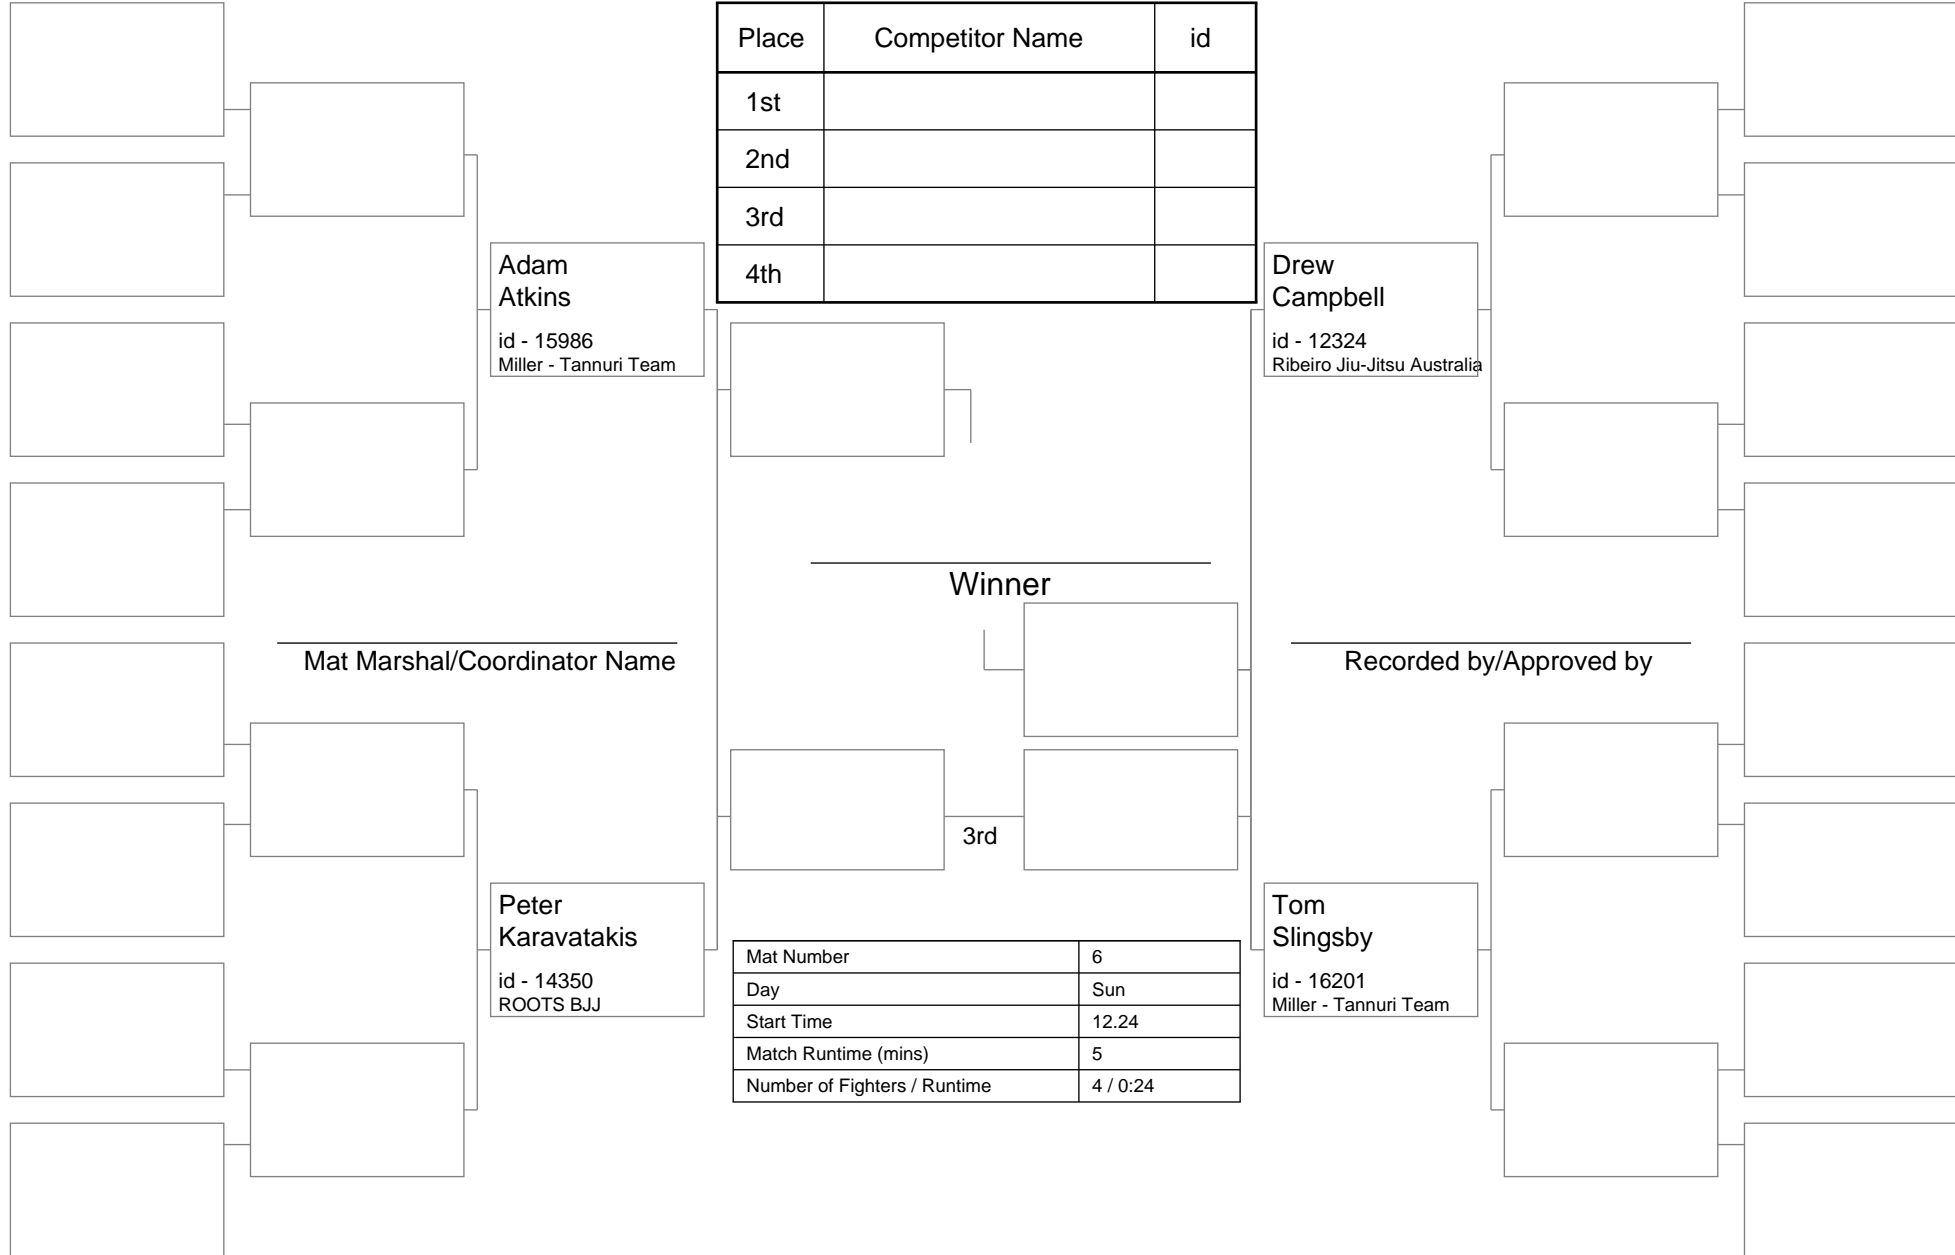 Place Competitor Name id
1st
2nd
3rd
4th
Adam
Atkins
id - 15986
Miller - Tannuri Team
Drew
Campbell
id - 12324
Ribeiro Jiu-Jitsu Australia
Winner
Mat Marshal/Coordinator Name
Recorded by/Approved by
3rd
Peter
Karavatakis
id - 14350
ROOTS BJJ
Tom
Slingsby
id - 16201
Miller - Tannuri Team
Mat Number 6
Day Sun
Start Time 12.24
Match Runtime (mins) 5
Number of Fighters / Runtime 4 / 0:24